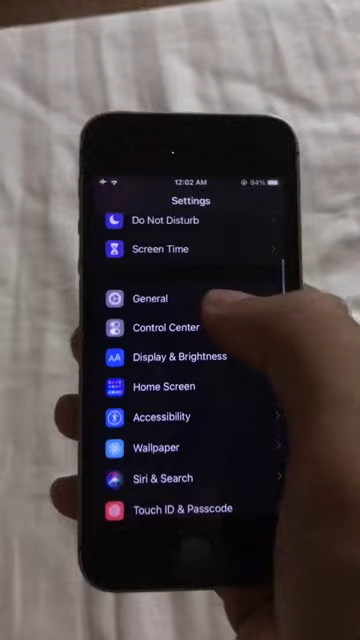 12:02 AM
94%
Settings
Do Not Disturb
Screen Time
General
Control Center
Display & Brightness
Home Screen
Accessibility
Wallpaper
Siri & Search
Touch ID & Passcode